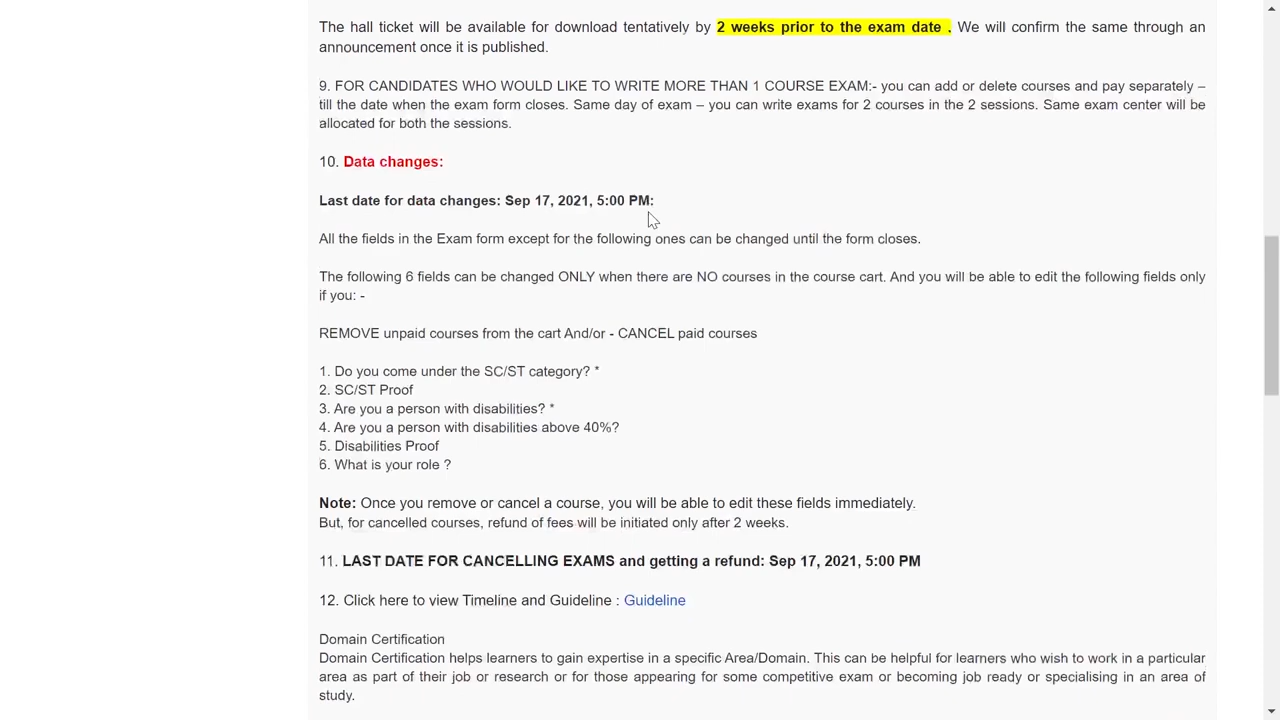 The hall ticket will be available for download tentatively by 2 weeks prior to the exam date . We will confirm the same through an
announcement once it is published.
9. FOR CANDIDATES WHO WOULD LIKE TO WRITE MORE THAN 1 COURSE EXAM:- you can add or delete courses and pay separately –
till the date when the exam form closes. Same day of exam – you can write exams for 2 courses in the 2 sessions. Same exam center will be
allocated for both the sessions.
10. Data changes:
Last date for data changes: Sep 17, 2021, 5:00 PM:
All the fields in the Exam form except for the following ones can be changed until the form closes.
The following 6 fields can be changed ONLY when there are NO courses in the course cart. And you will be able to edit the following fields only
if you: -
REMOVE unpaid courses from the cart And/or - CANCEL paid courses
1. Do you come under the SC/ST category? *
2. SC/ST Proof
3. Are you a person with disabilities? *
4. Are you a person with disabilities above 40%?
5. Disabilities Proof
6. What is your role ?
Note: Once you remove or cancel a course, you will be able to edit these fields immediately.
But, for cancelled courses, refund of fees will be initiated only after 2 weeks.
11. LAST DATE FOR CANCELLING EXAMS and getting a refund: Sep 17, 2021, 5:00 PM
12. Click here to view Timeline and Guideline : Guideline
Domain Certification
Domain Certification helps learners to gain expertise in a specific Area/Domain. This can be helpful for learners who wish to work in a particular
area as part of their job or research or for those appearing for some competitive exam or becoming job ready or specialising in an area of
study.